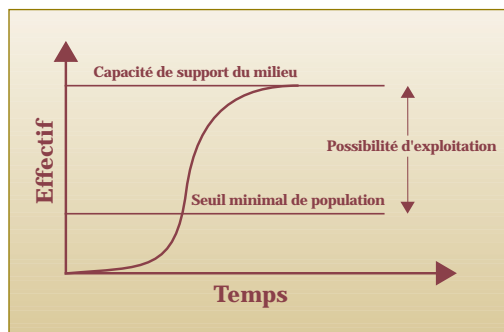 Capacité de support du milieu
Effectif
Possibilité d'exploitation
Seuil minimal de population
Temps